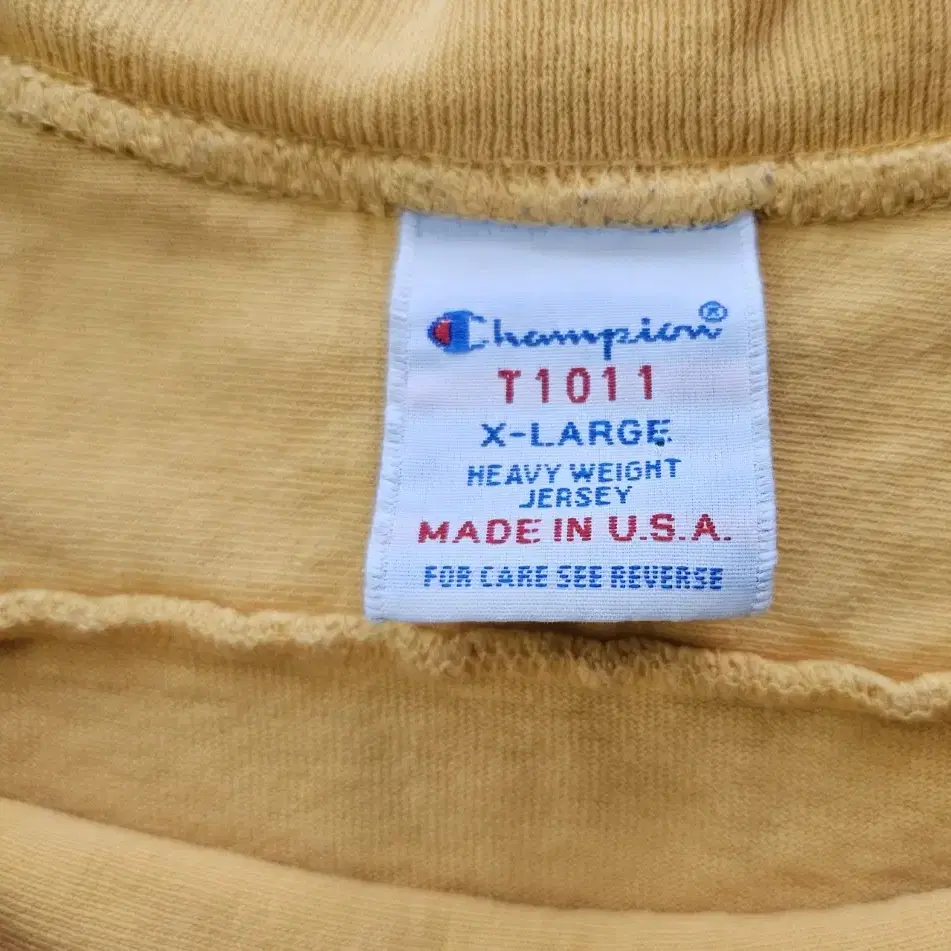 Champion®
T1011
X-LARGE
HEAVY WEIGHT
JERSEY
MADE IN U.S.A.
FOR CARE SEE REVERSE